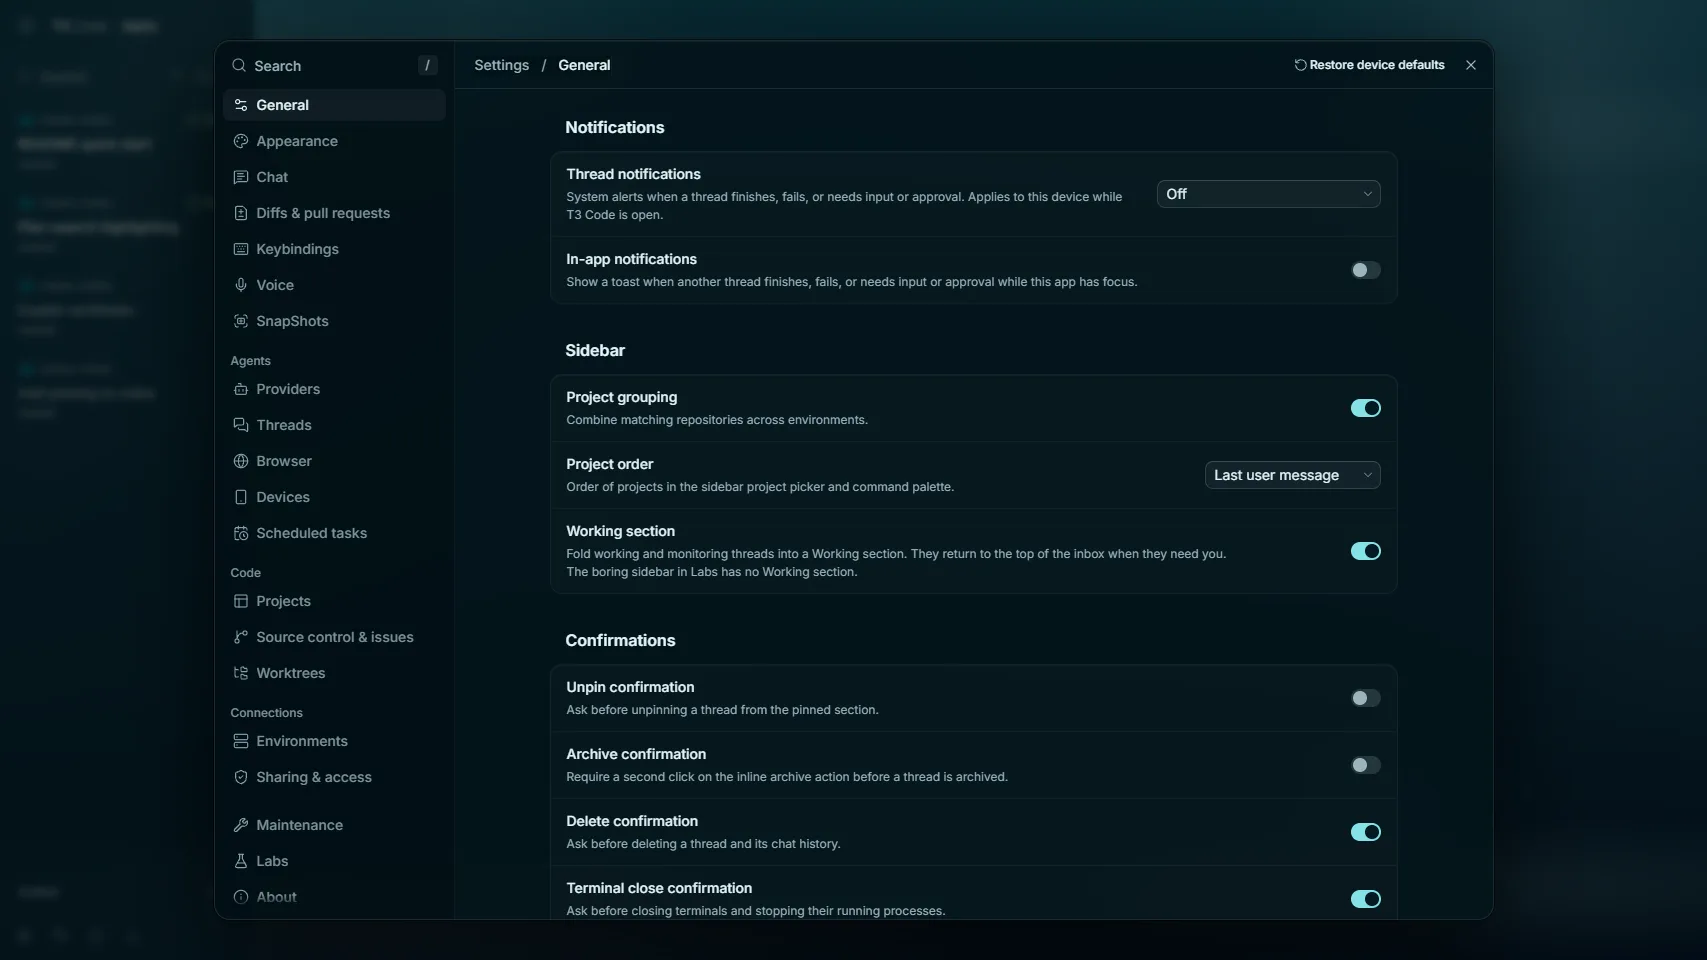 Search
/
General
Appearance
Chat
Diffs & pull requests
Keybindings
Voice
SnapShots
Agents
Providers
Threads
Browser
Devices
Scheduled tasks
Code
Projects
Source control & issues
Worktrees
Connections
Environments
Sharing & access
Maintenance
Labs
About
Settings / General
Restore device defaults
Notifications
Thread notifications
System alerts when a thread finishes, fails, or needs input or approval. Applies to this device while
T3 Code is open.
Off
In-app notifications
Show a toast when another thread finishes, fails, or needs input or approval while this app has focus.
Sidebar
Project grouping
Combine matching repositories across environments.
Project order
Order of projects in the sidebar project picker and command palette.
Last user message
Working section
Fold working and monitoring threads into a Working section. They return to the top of the inbox when they need you.
The boring sidebar in Labs has no Working section.
Confirmations
Unpin confirmation
Ask before unpinning a thread from the pinned section.
Archive confirmation
Require a second click on the inline archive action before a thread is archived.
Delete confirmation
Ask before deleting a thread and its chat history.
Terminal close confirmation
Ask before closing terminals and stopping their running processes.